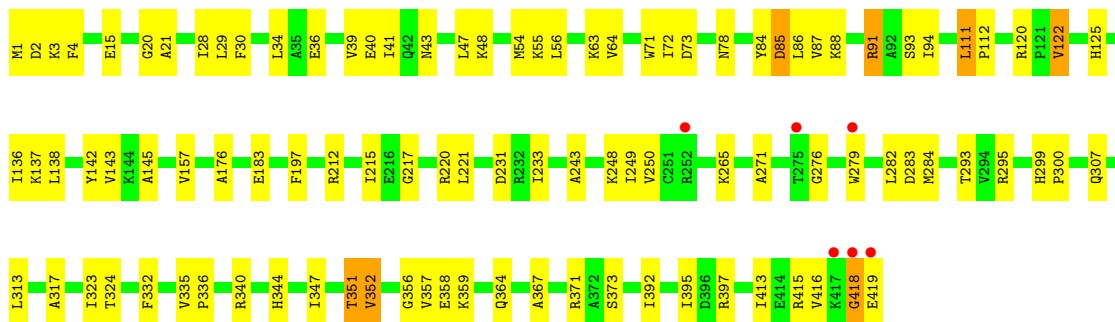 M1 D2 K3 F4 E15 G20 A21 I28 L29 F30 L34 A35 E36 V39 E40 I41 Q42 N43 L47 K48 M54 K55 L56 K63 V64 W71 I72 D73 N78 Y84 D85 L86 V87 K88 R91 A92 S93 I94 L111 P112 R120 P121 V122 H125
I136 K137 L138 Y142 V143 K144 A145 V157 A176 E183 F197 R212 I215 E216 G217 R220 L221 D231 R232 I233 A243 K248 I249 V250 C251 R252 K265 A271 T275 G276 W279 L282 D283 M284 T293 V294 R295 H299 P300 Q307
L313 A317 I323 T324 F332 V335 P336 R340 H344 I347 T351 V352 G356 V357 E358 K359 Q364 A367 R371 A372 S373 I392 I395 D396 R397 I413 E414 R415 V416 K417 G418 E419